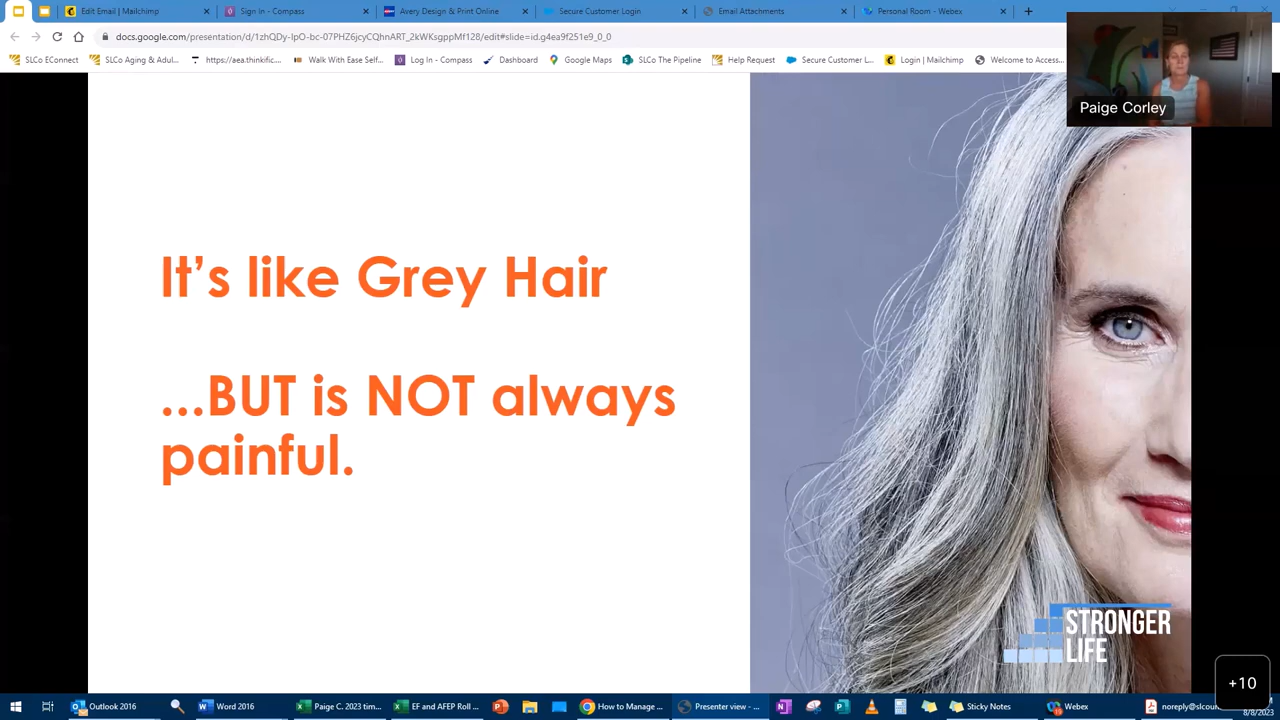 Edit Email | Mailchimp
Sign In - Compass
Avery Design & Print Online
Secure Customer Login
Email Attachments
Personal Room - Webex
docs.google.com/presentation/d/1zhQDy-IpO-bc-07PHZ6jcyCQhnART_2kWKsgppMf128/edit#slide=id.g4ea9f251e9_0_0
SLCo EConnect
SLCo Aging & Adul...
https://aea.thinkific....
Walk With Ease Self...
Log In - Compass
Dashboard
Google Maps
SLCo The Pipeline
Help Request
Secure Customer L...
Login | Mailchimp
Welcome to Access...
Paige Corley
It's like Grey Hair
...BUT is NOT always
painful.
STRONGER
LIFE
+10
Outlook 2016
Word 2016
Paige C. 2023 tim...
EF and AFEP Roll ...
How to Manage ...
Presenter view - ...
Sticky Notes
Webex
noreply@slcoun...
8/8/2023